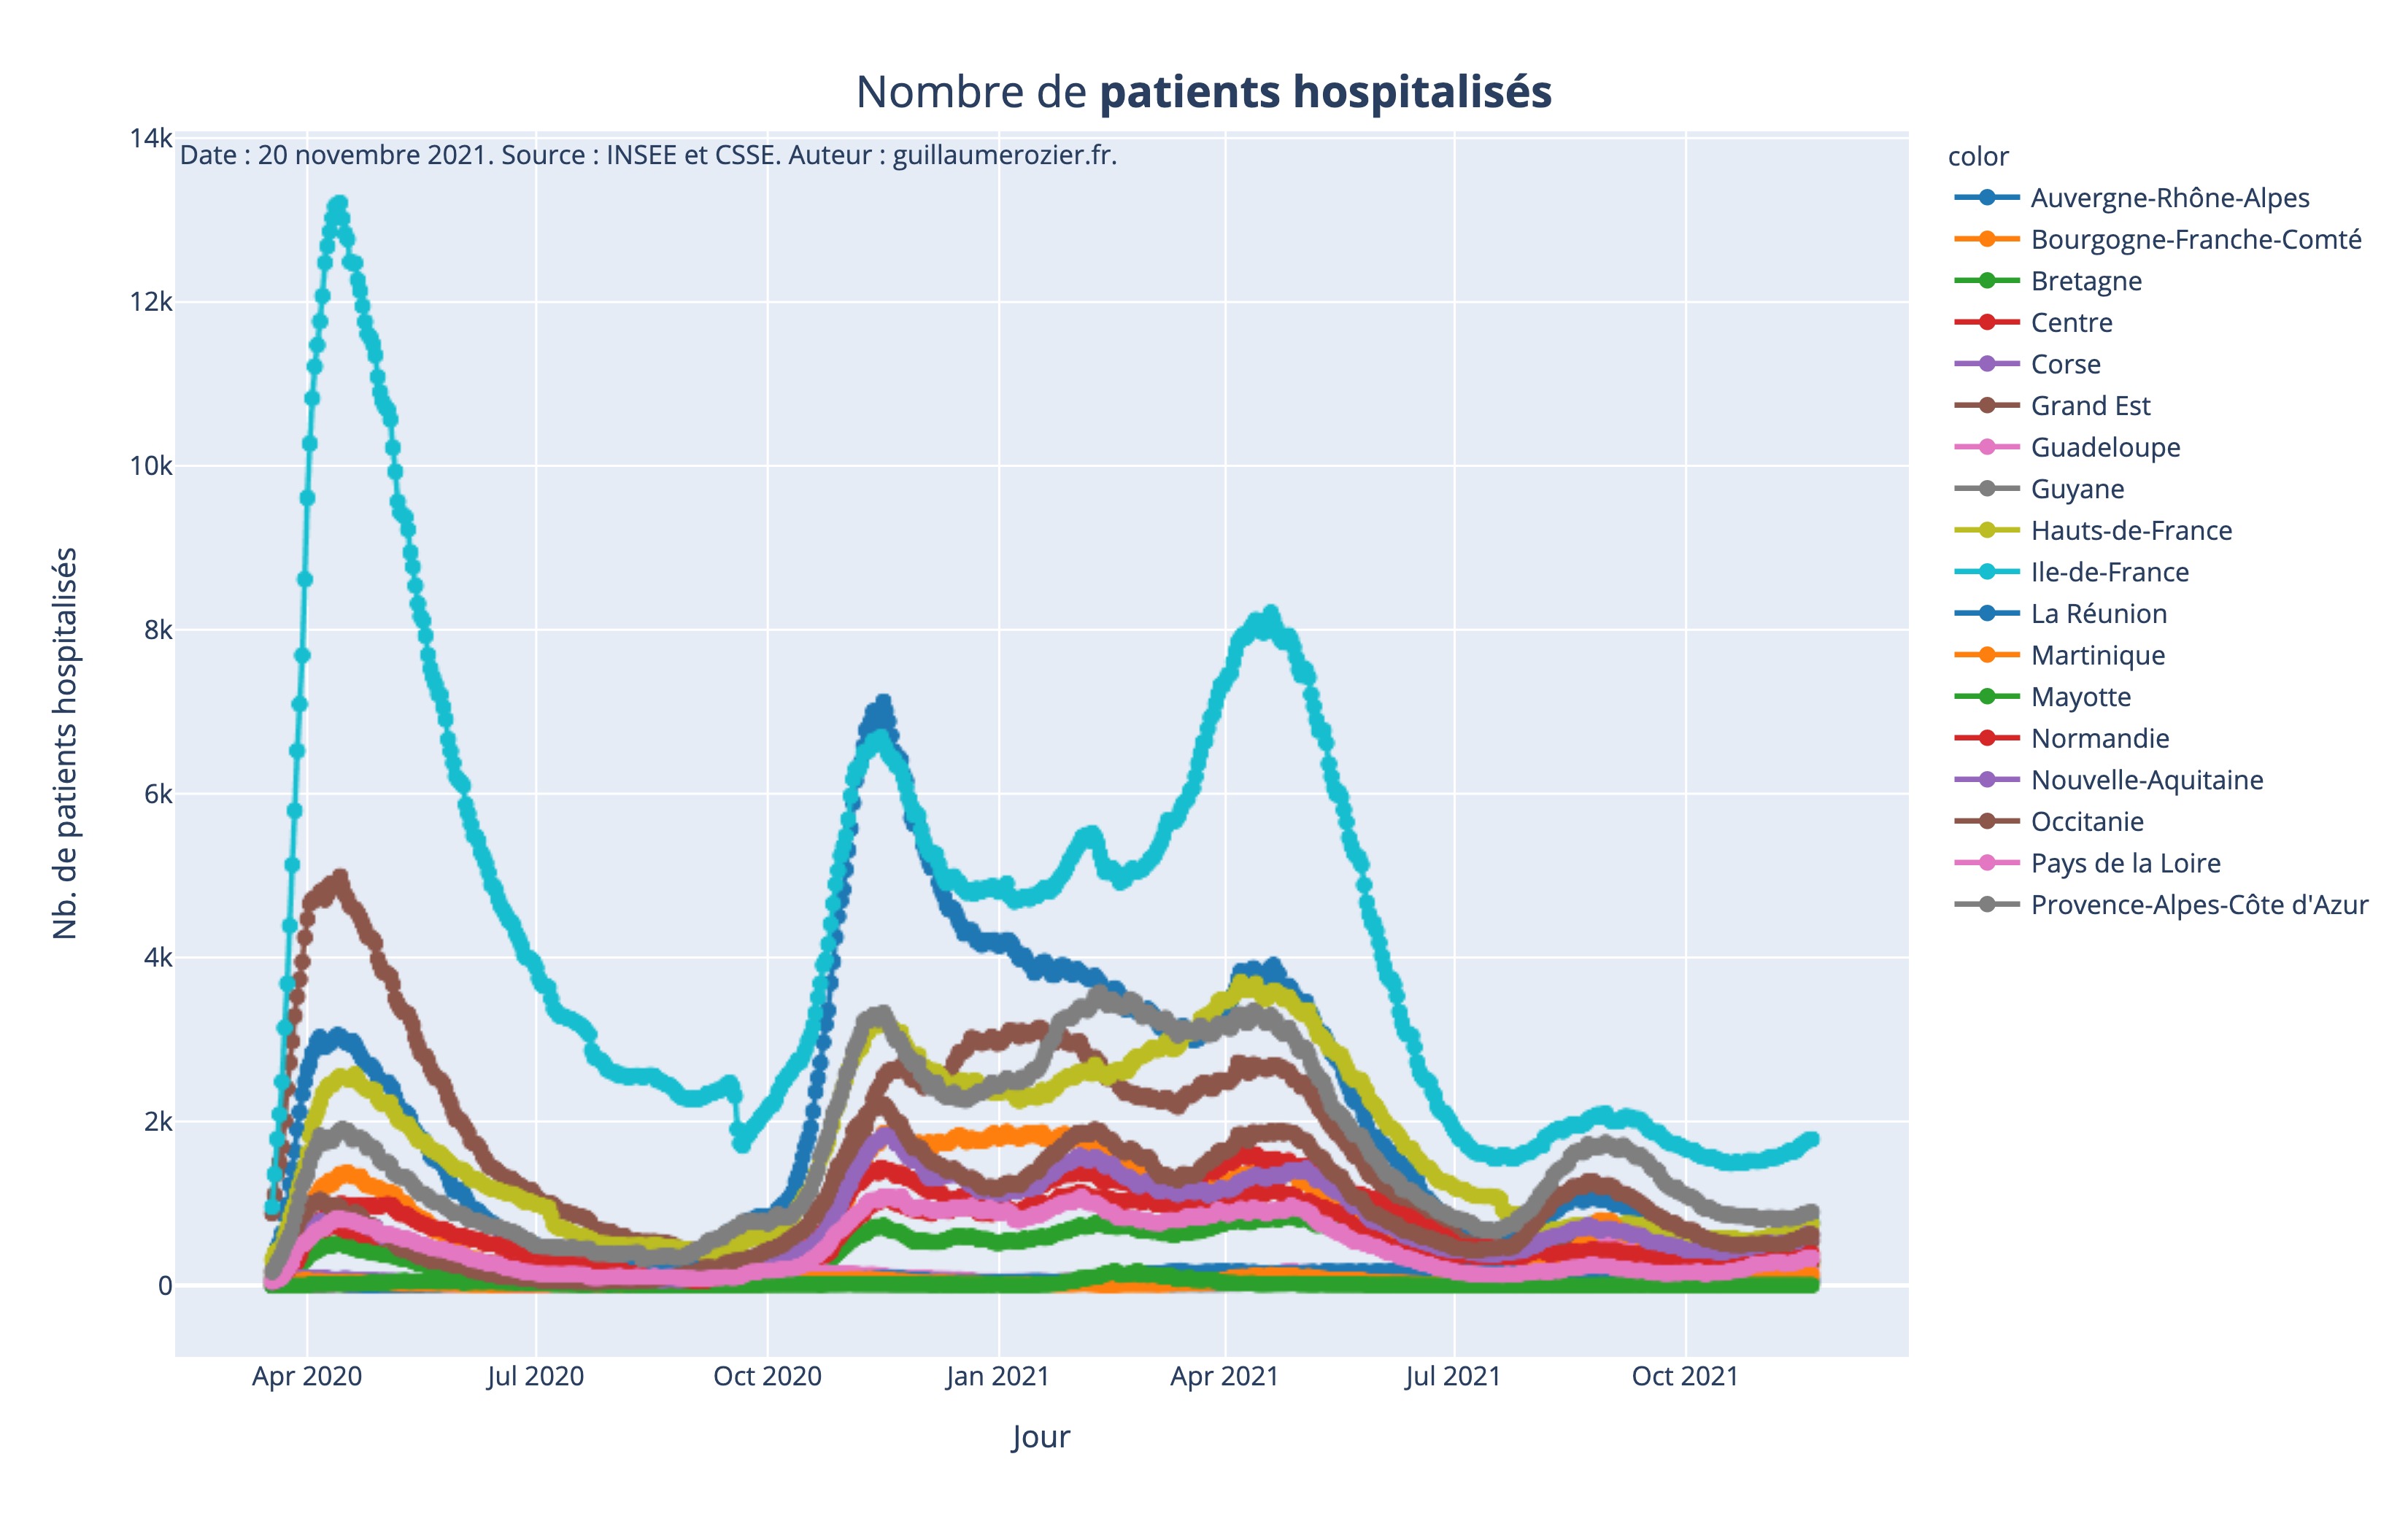 Nombre de patients hospitalisés
14k
Date : 20 novembre 2021. Source : INSEE et CSSE. Auteur : guillaumerozier.fr.
12k
10k
8k
6k
4k
2k
0
Nb. de patients hospitalisés
Apr 2020
Jul 2020
Oct 2020
Jan 2021
Apr 2021
Jul 2021
Oct 2021
Jour
color
Auvergne-Rhône-Alpes
Bourgogne-Franche-Comté
Bretagne
Centre
Corse
Grand Est
Guadeloupe
Guyane
Hauts-de-France
Ile-de-France
La Réunion
Martinique
Mayotte
Normandie
Nouvelle-Aquitaine
Occitanie
Pays de la Loire
Provence-Alpes-Côte d'Azur